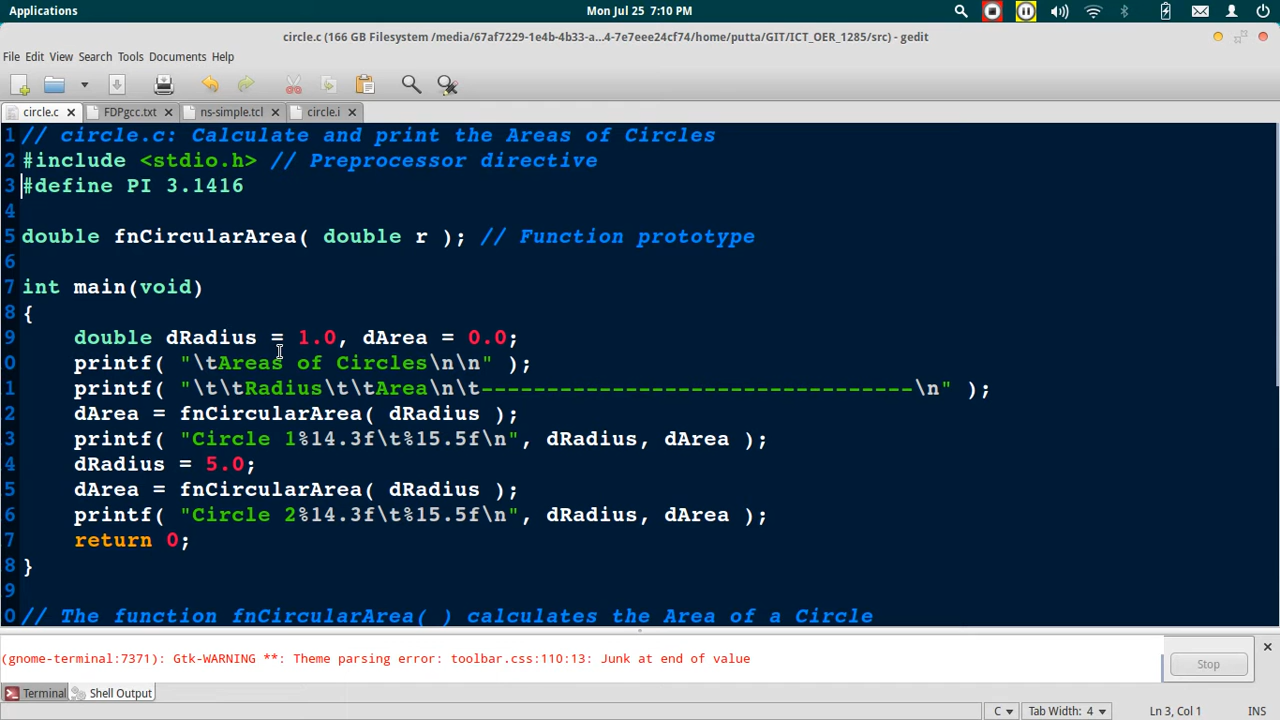 Applications
Mon Jul 25 7:10 PM
circle.c (166 GB Filesystem /media/67af7229-1e4b-4b33-a...4-7e7eee24cf74/home/putta/GIT/ICT_OER_1285/src) - gedit
File Edit View Search Tools Documents Help
circle.c FDPgcc.txt ns-simple.tcl circle.i
1 // circle.c: Calculate and print the Areas of Circles
2 #include <stdio.h> // Preprocessor directive
3 #define PI 3.1416
4
5 double fnCircularArea( double r ); // Function prototype
6
7 int main(void)
8 {
9 double dRadius = 1.0, dArea = 0.0;
0 printf( "\tAreas of Circles\n\n" );
1 printf( "\t\tRadius\t\tArea\n\t---------------------------------\n" );
2 dArea = fnCircularArea( dRadius );
3 printf( "Circle 1%14.3f\t%15.5f\n", dRadius, dArea );
4 dRadius = 5.0;
5 dArea = fnCircularArea( dRadius );
6 printf( "Circle 2%14.3f\t%15.5f\n", dRadius, dArea );
7 return 0;
8 }
9
0 // The function fnCircularArea( ) calculates the Area of a Circle
(gnome-terminal:7371): Gtk-WARNING **: Theme parsing error: toolbar.css:110:13: Junk at end of value
Stop
Terminal Shell Output
C Tab Width: 4 Ln 3, Col 1 INS